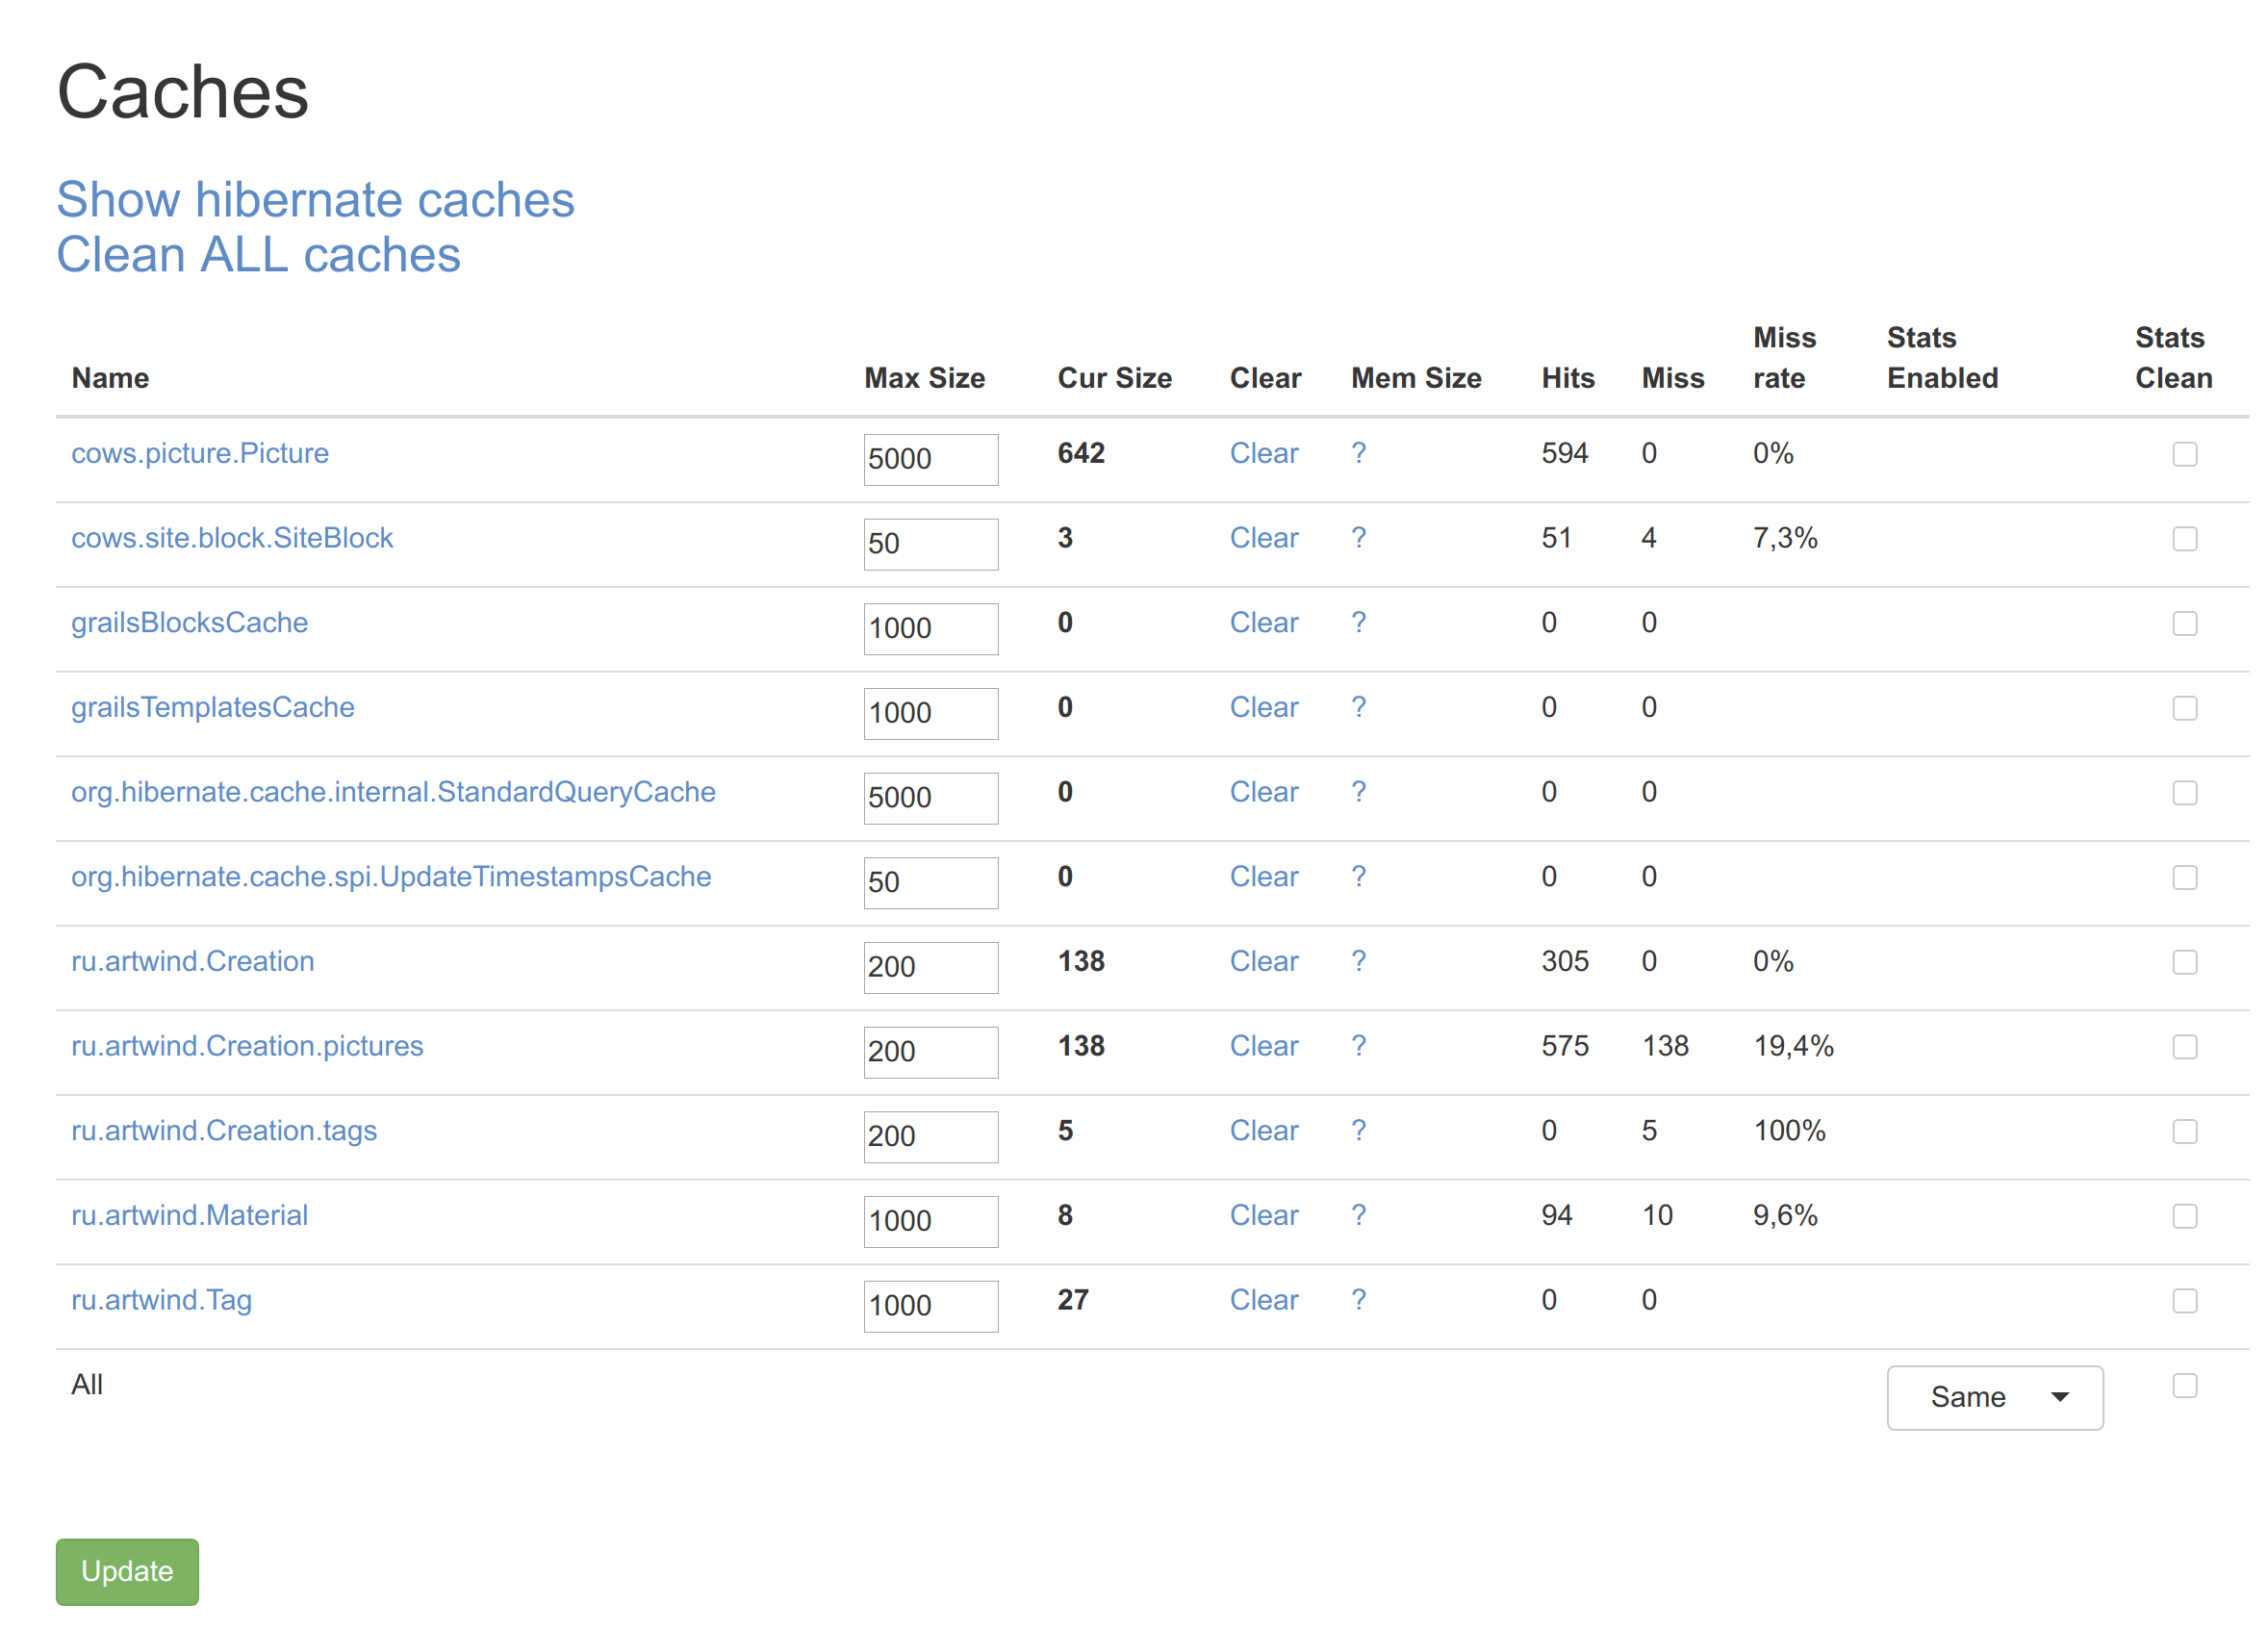 Caches
Show hibernate caches
Clean ALL caches
Name Max Size Cur Size Clear Mem Size Hits Miss Miss rate Stats Enabled Stats Clean
cows.picture.Picture 5000 642 Clear ? 594 0 0%
cows.site.block.SiteBlock 50 3 Clear ? 51 4 7,3%
grailsBlocksCache 1000 0 Clear ? 0 0
grailsTemplatesCache 1000 0 Clear ? 0 0
org.hibernate.cache.internal.StandardQueryCache 5000 0 Clear ? 0 0
org.hibernate.cache.spi.UpdateTimestampsCache 50 0 Clear ? 0 0
ru.artwind.Creation 200 138 Clear ? 305 0 0%
ru.artwind.Creation.pictures 200 138 Clear ? 575 138 19,4%
ru.artwind.Creation.tags 200 5 Clear ? 0 5 100%
ru.artwind.Material 1000 8 Clear ? 94 10 9,6%
ru.artwind.Tag 1000 27 Clear ? 0 0
All Same
Update